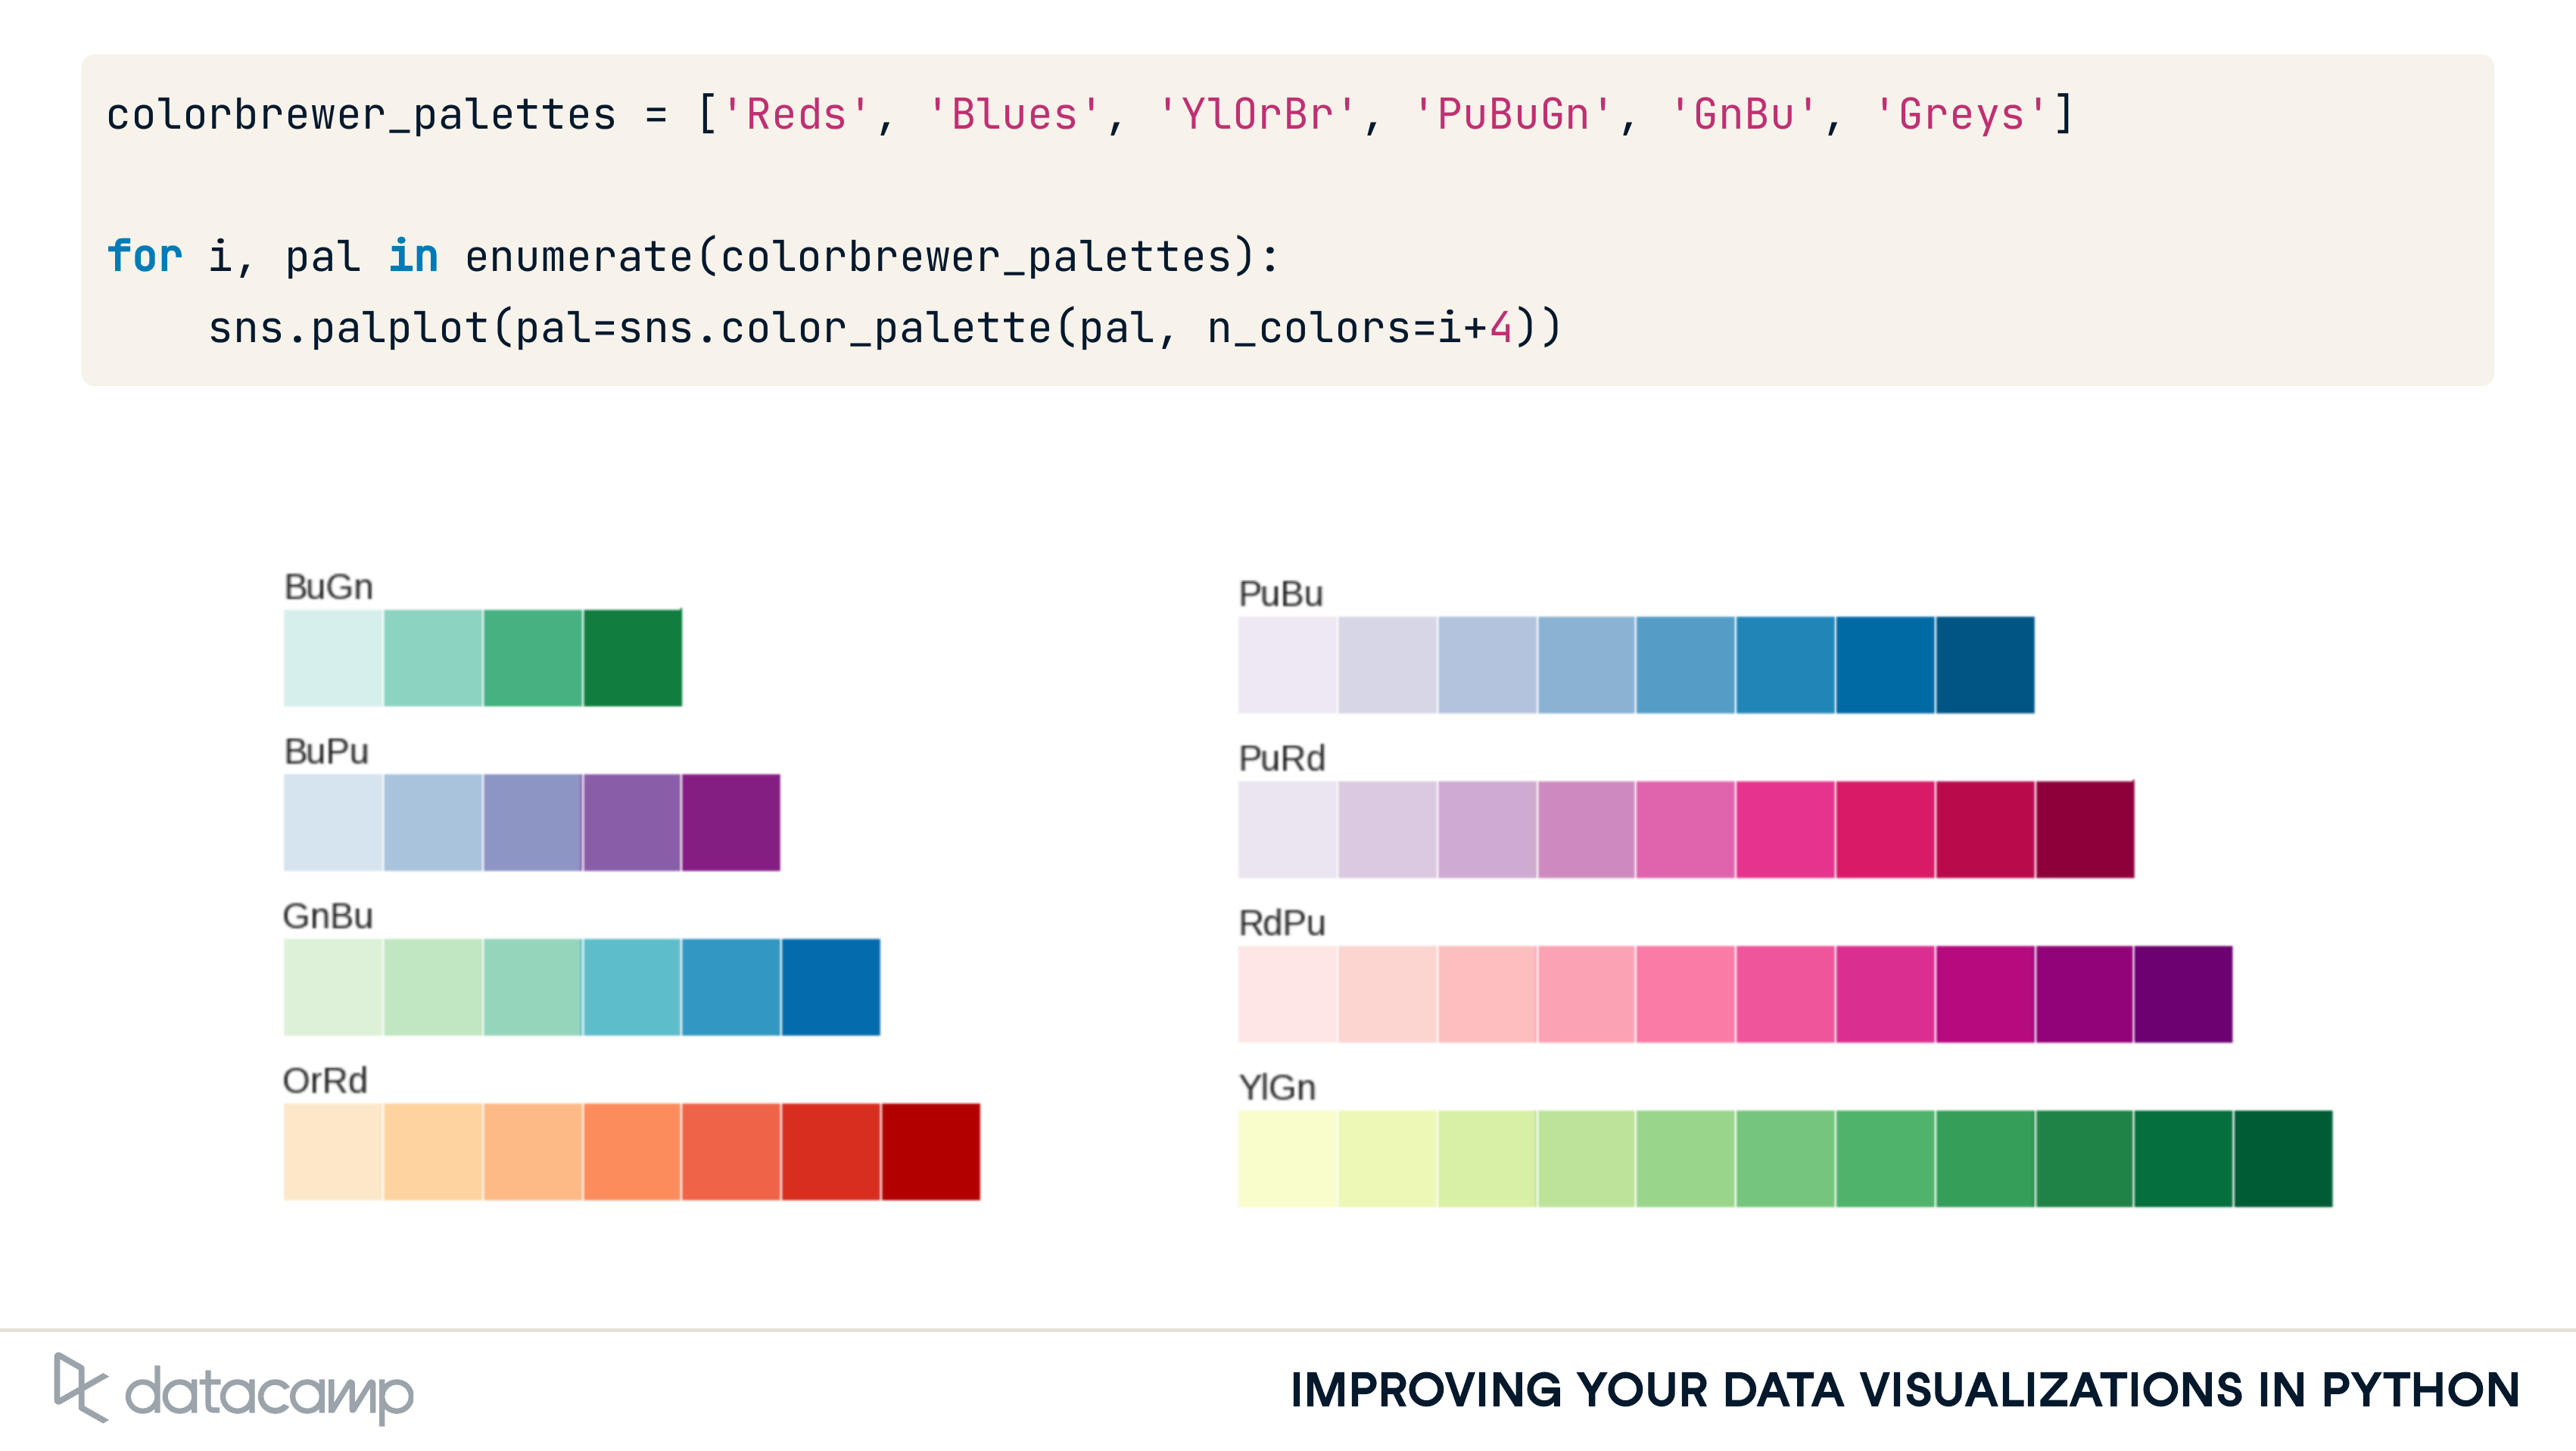 colorbrewer_palettes = ['Reds', 'Blues', 'YlOrBr', 'PuBuGn', 'GnBu', 'Greys']
for i, pal in enumerate(colorbrewer_palettes):
    sns.palplot(pal=sns.color_palette(pal, n_colors=i+4))
BuGn
BuPu
GnBu
OrRd
PuBu
PuRd
RdPu
YlGn
datacamp
IMPROVING YOUR DATA VISUALIZATIONS IN PYTHON